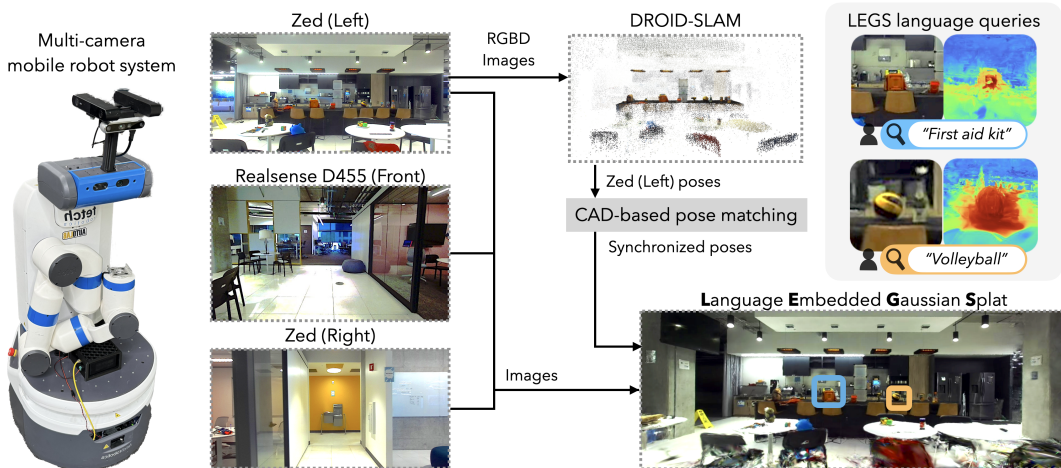 Multi-camera
mobile robot system
fetch
AUTOLAB
Zed (Left)
Realsense D455 (Front)
Zed (Right)
RGBD
Images
DROID-SLAM
Zed (Left) poses
CAD-based pose matching
Synchronized poses
Images
LEGS language queries
“First aid kit”
“Volleyball”
Language Embedded Gaussian Splat